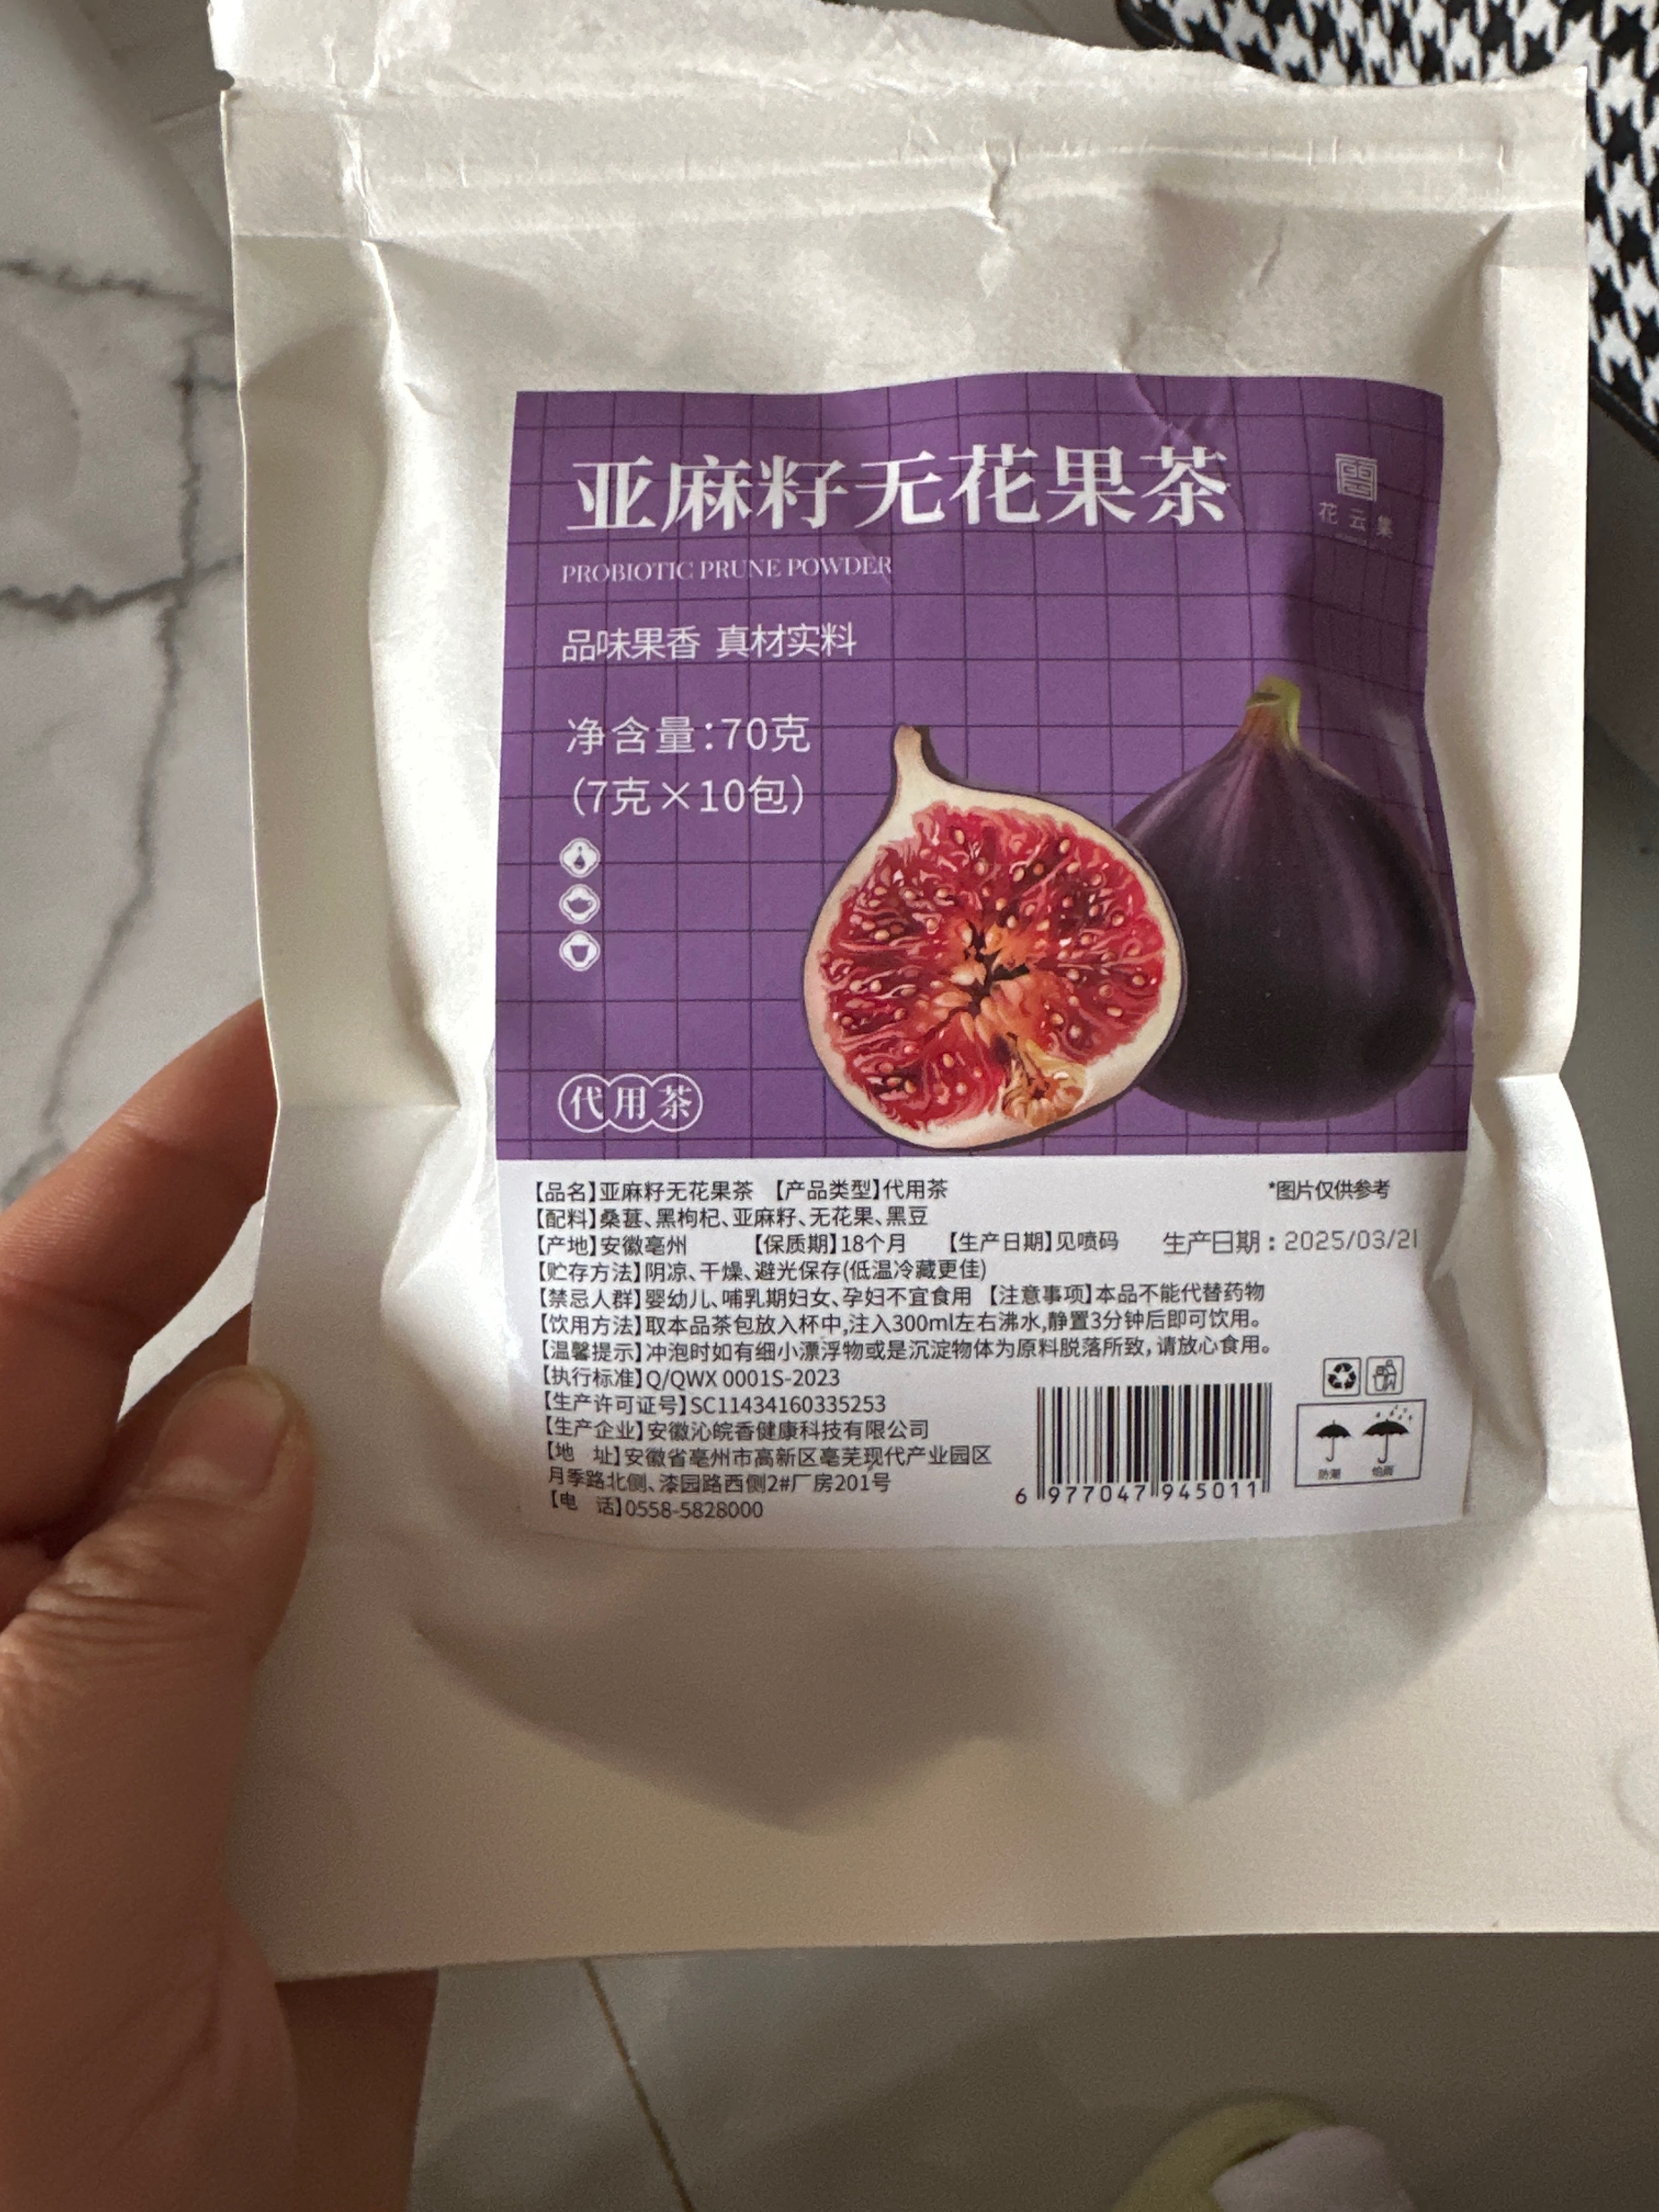 亚麻籽无花果茶
花云集
PROBIOTIC PRUNE POWDER
品味果香 真材实料
净含量:70克
(7克×10包)
代用茶
【品名】亚麻籽无花果茶 【产品类型】代用茶 *图片仅供参考
【配料】桑葚、黑枸杞、亚麻籽、无花果、黑豆
【产地】安徽亳州 【保质期】18个月 【生产日期】见喷码 生产日期：2025/03/21
【贮存方法】阴凉、干燥、避光保存(低温冷藏更佳)
【禁忌人群】婴幼儿、哺乳期妇女、孕妇不宜食用 【注意事项】本品不能代替药物
【饮用方法】取本品茶包放入杯中,注入300ml左右沸水,静置3分钟后即可饮用。
【温馨提示】冲泡时如有细小漂浮物或是沉淀物体为原料脱落所致,请放心食用。
【执行标准】Q/QWX 0001S-2023
【生产许可证号】SC11434160335253
【生产企业】安徽沁皖香健康科技有限公司
【地 址】安徽省亳州市高新区亳芜现代产业园区
月季路北侧、漆园路西侧2#厂房201号
【电 话】0558-5828000
6 977047 945011
防潮 怕雨